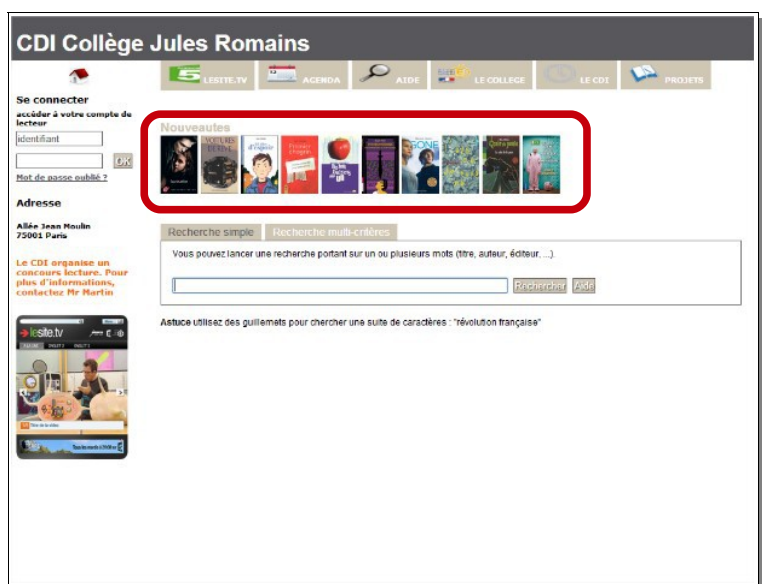 CDI Collège Jules Romains
5 LESITE.TV AGENDA AIDE LE COLLEGE LE CDI PROJETS
Se connecter
accéder à votre compte de
lecteur
identifiant
OK
Mot de passe oublié ?
Adresse
Allée Jean Moulin
75001 Paris
Le CDI organise un
concours lecture. Pour
plus d'informations,
contactez Mr Martin
lesite.tv
Nouveautes
VOITURES
GONE
Recherche simple Recherche multi-critères
Vous pouvez lancer une recherche portant sur un ou plusieurs mots (titre, auteur, éditeur, ...).
Rechercher Aide
Astuce utilisez des guillemets pour chercher une suite de caractères : "révolution française"